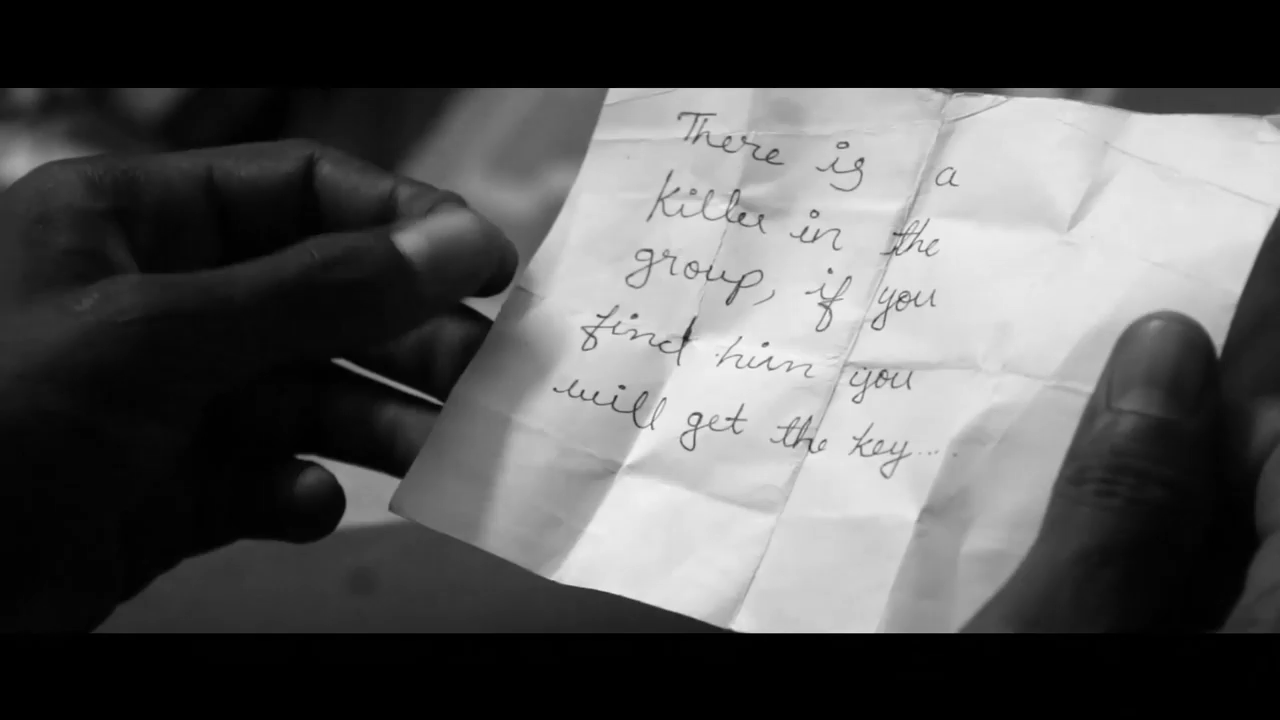 There is a
killer in the
group, if you
find him you
will get the key....